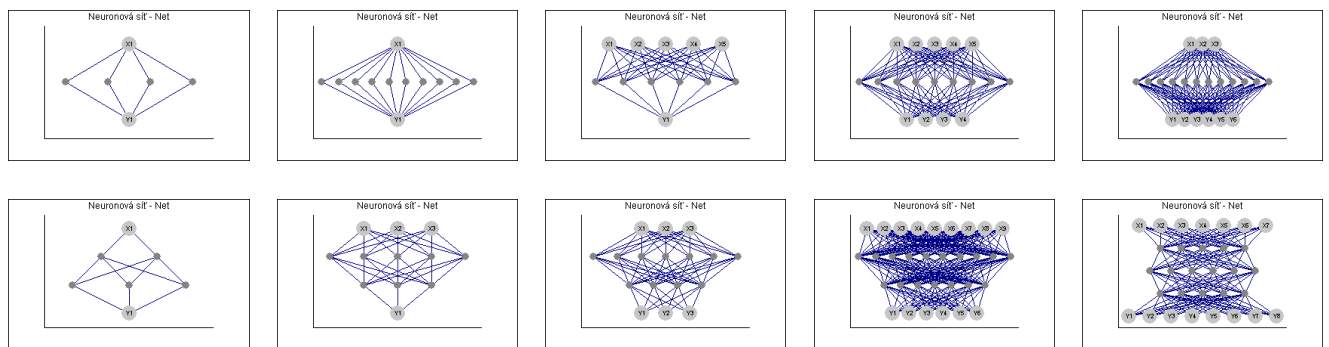 Neuronová síť - Net
X1
Y1
Neuronová síť - Net
X1
Y1
Neuronová síť - Net
X1 X2 X3 X4 X5
Y1
Neuronová síť - Net
X1 X2 X3 X4 X5
Y1 Y2 Y3 Y4
Neuronová síť - Net
X1 X2 X3
Y1 Y2 Y3 Y4 Y5 Y6
Neuronová síť - Net
X1
Y1
Neuronová síť - Net
X1 X2 X3
Y1
Neuronová síť - Net
X1 X2 X3
Y1 Y2 Y3
Neuronová síť - Net
X1 X2 X3 X4 X5 X6 X7 X8 X9
Y1 Y2 Y3 Y4 Y5 Y6
Neuronová síť - Net
X1 X2 X3 X4 X5 X6 X7
Y1 Y2 Y3 Y4 Y5 Y6 Y7 Y8